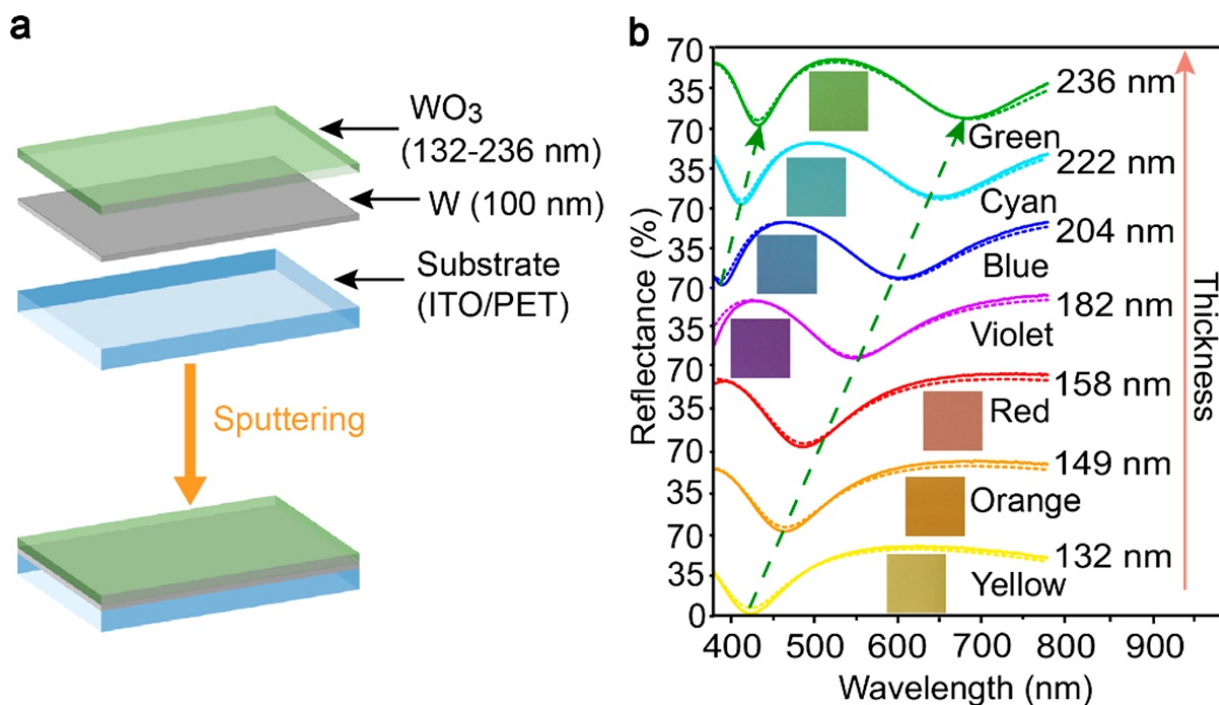 a
WO3
(132-236 nm)
W (100 nm)
Substrate
(ITO/PET)
Sputtering
b
Reflectance (%)
70
35
70
35
70
35
70
35
70
35
70
35
70
35
0
236 nm
Green
222 nm
Cyan
204 nm
Blue
182 nm
Violet
158 nm
Red
149 nm
Orange
132 nm
Yellow
Thickness
400 500 600 700 800 900
Wavelength (nm)